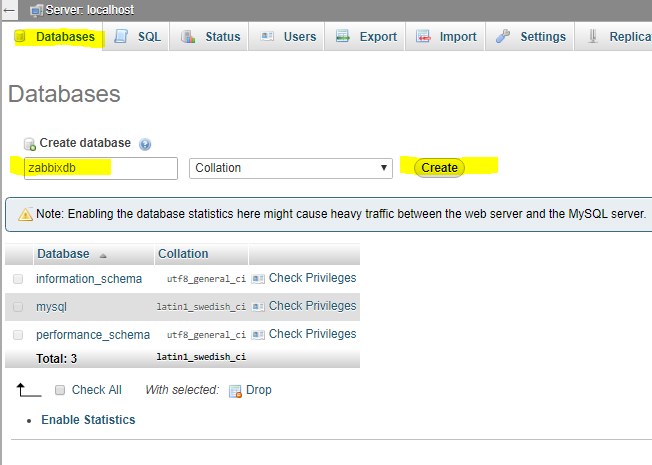 Server: localhost
Databases SQL Status Users Export Import Settings Replica
Databases
Create database
zabbixdb Collation Create
Note: Enabling the database statistics here might cause heavy traffic between the web server and the MySQL server.
Database Collation
information_schema utf8_general_ci Check Privileges
mysql latin1_swedish_ci Check Privileges
performance_schema utf8_general_ci Check Privileges
Total: 3 latin1_swedish_ci
Check All With selected: Drop
Enable Statistics